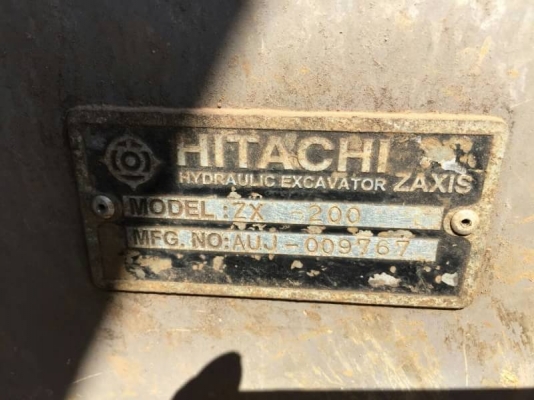 HITACHI
HYDRAULIC EXCAVATOR ZAXIS
MODEL:ZX -200
MFG. NO:AUJ-009767